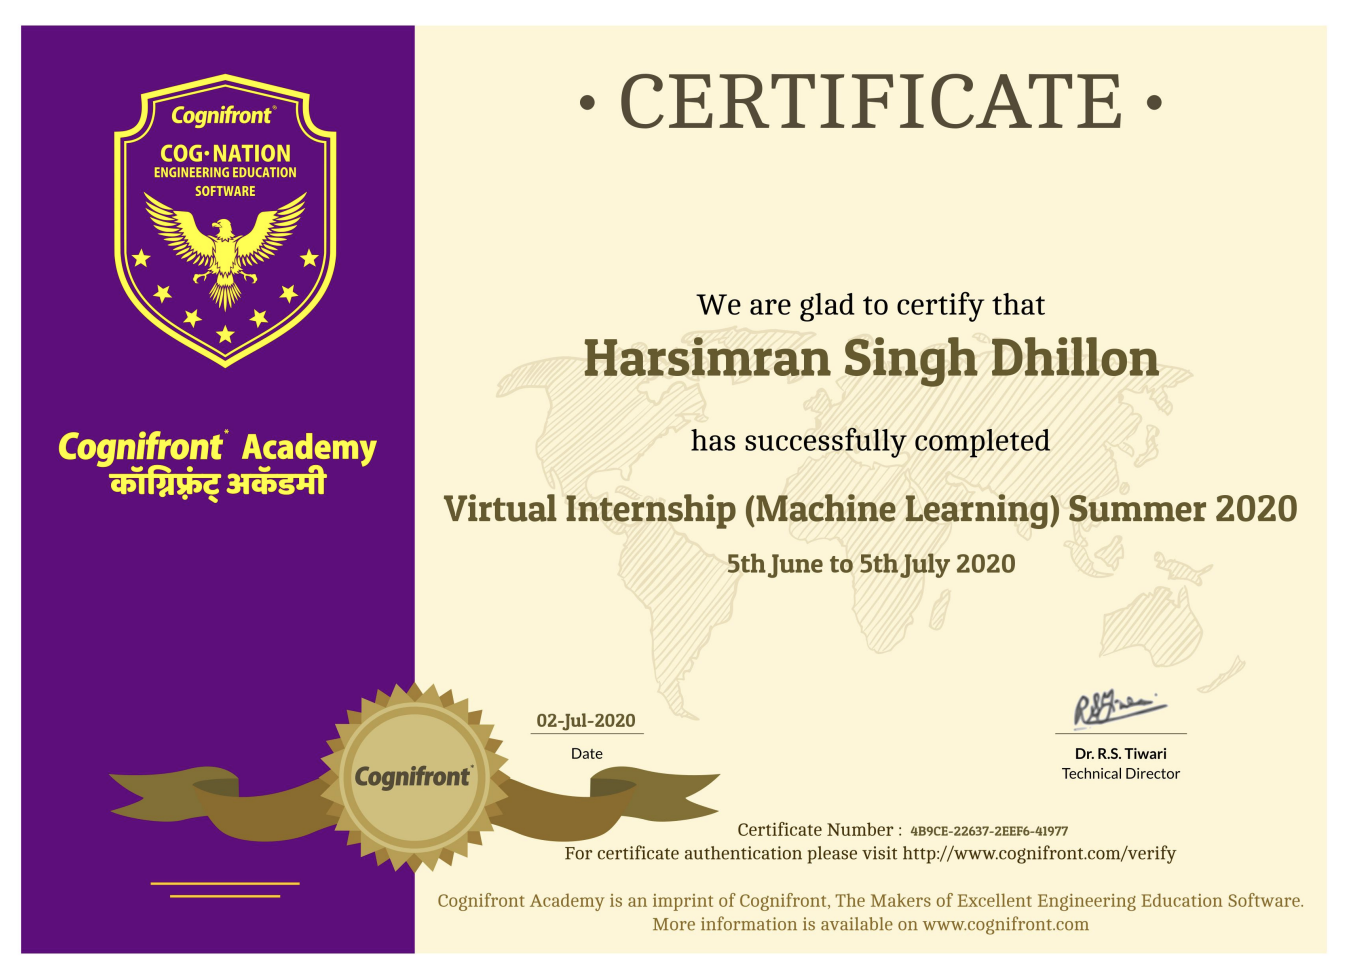 Cognifront
COG·NATION
ENGINEERING EDUCATION
SOFTWARE
Cognifront* Academy
कॉग्निफ़्रंट् अकॅडमी
• CERTIFICATE •
We are glad to certify that
Harsimran Singh Dhillon
has successfully completed
Virtual Internship (Machine Learning) Summer 2020
5th June to 5th July 2020
02-Jul-2020
Date
Dr. R.S. Tiwari
Technical Director
Cognifront*
Certificate Number : 4B9CE-22637-2EEF6-41977
For certificate authentication please visit http://www.cognifront.com/verify
Cognifront Academy is an imprint of Cognifront, The Makers of Excellent Engineering Education Software.
More information is available on www.cognifront.com